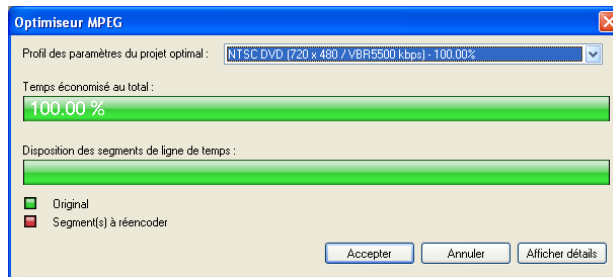 Optimiseur MPEG
Profil des paramètres du projet optimal : NTSC DVD (720 x 480 / VBR5500 kbps) - 100.00%
Temps économisé au total :
100.00 %
Disposition des segments de ligne de temps :
Original
Segment(s) à réencoder
Accepter Annuler Afficher détails